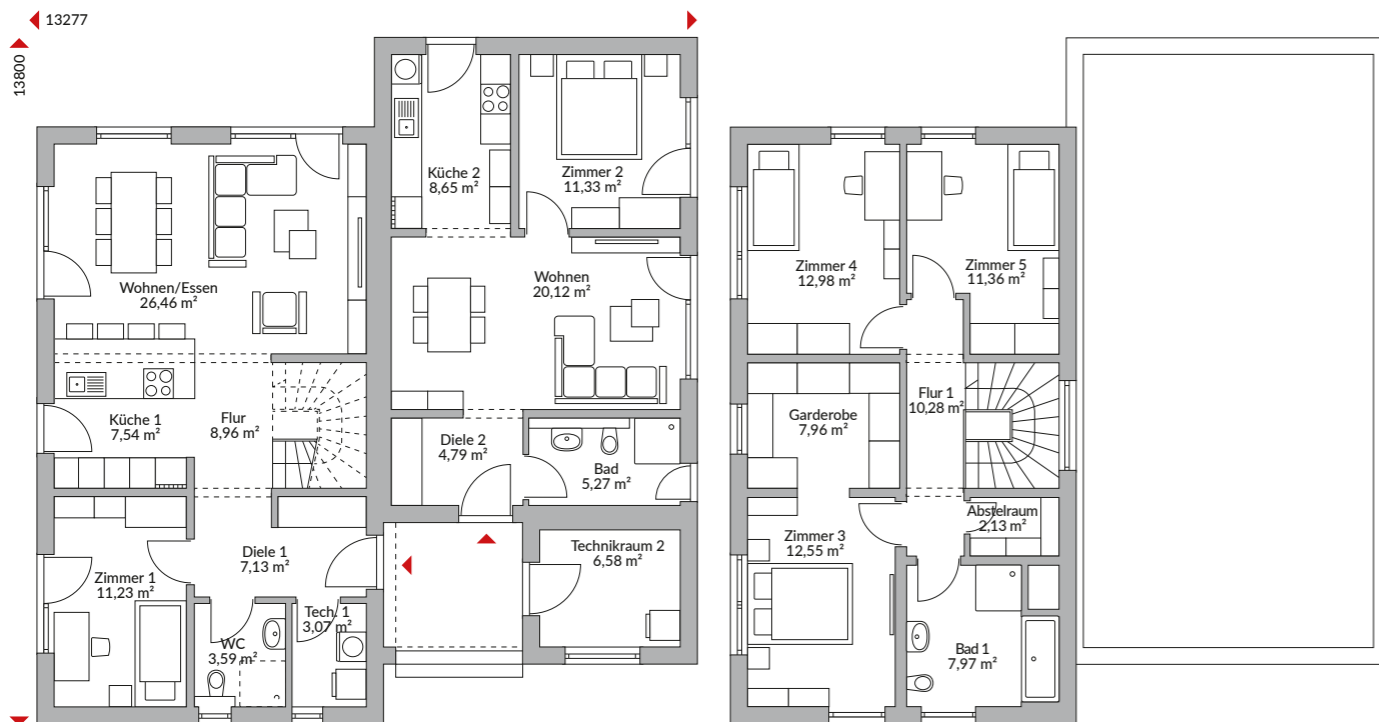 13277
13800
Küche 2
8,65 m²
Zimmer 2
11,33 m²
Wohnen/Essen
26,46 m²
Wohnen
20,12 m²
Küche 1
7,54 m²
Flur
8,96 m²
Diele 2
4,79 m²
Bad
5,27 m²
Zimmer 1
11,23 m²
Diele 1
7,13 m²
Technikraum 2
6,58 m²
WC
3,59 m²
Tech. 1
3,07 m²
Zimmer 4
12,98 m²
Zimmer 5
11,36 m²
Garderobe
7,96 m²
Flur 1
10,28 m²
Zimmer 3
12,55 m²
Abstelraum
2,13 m²
Bad 1
7,97 m²